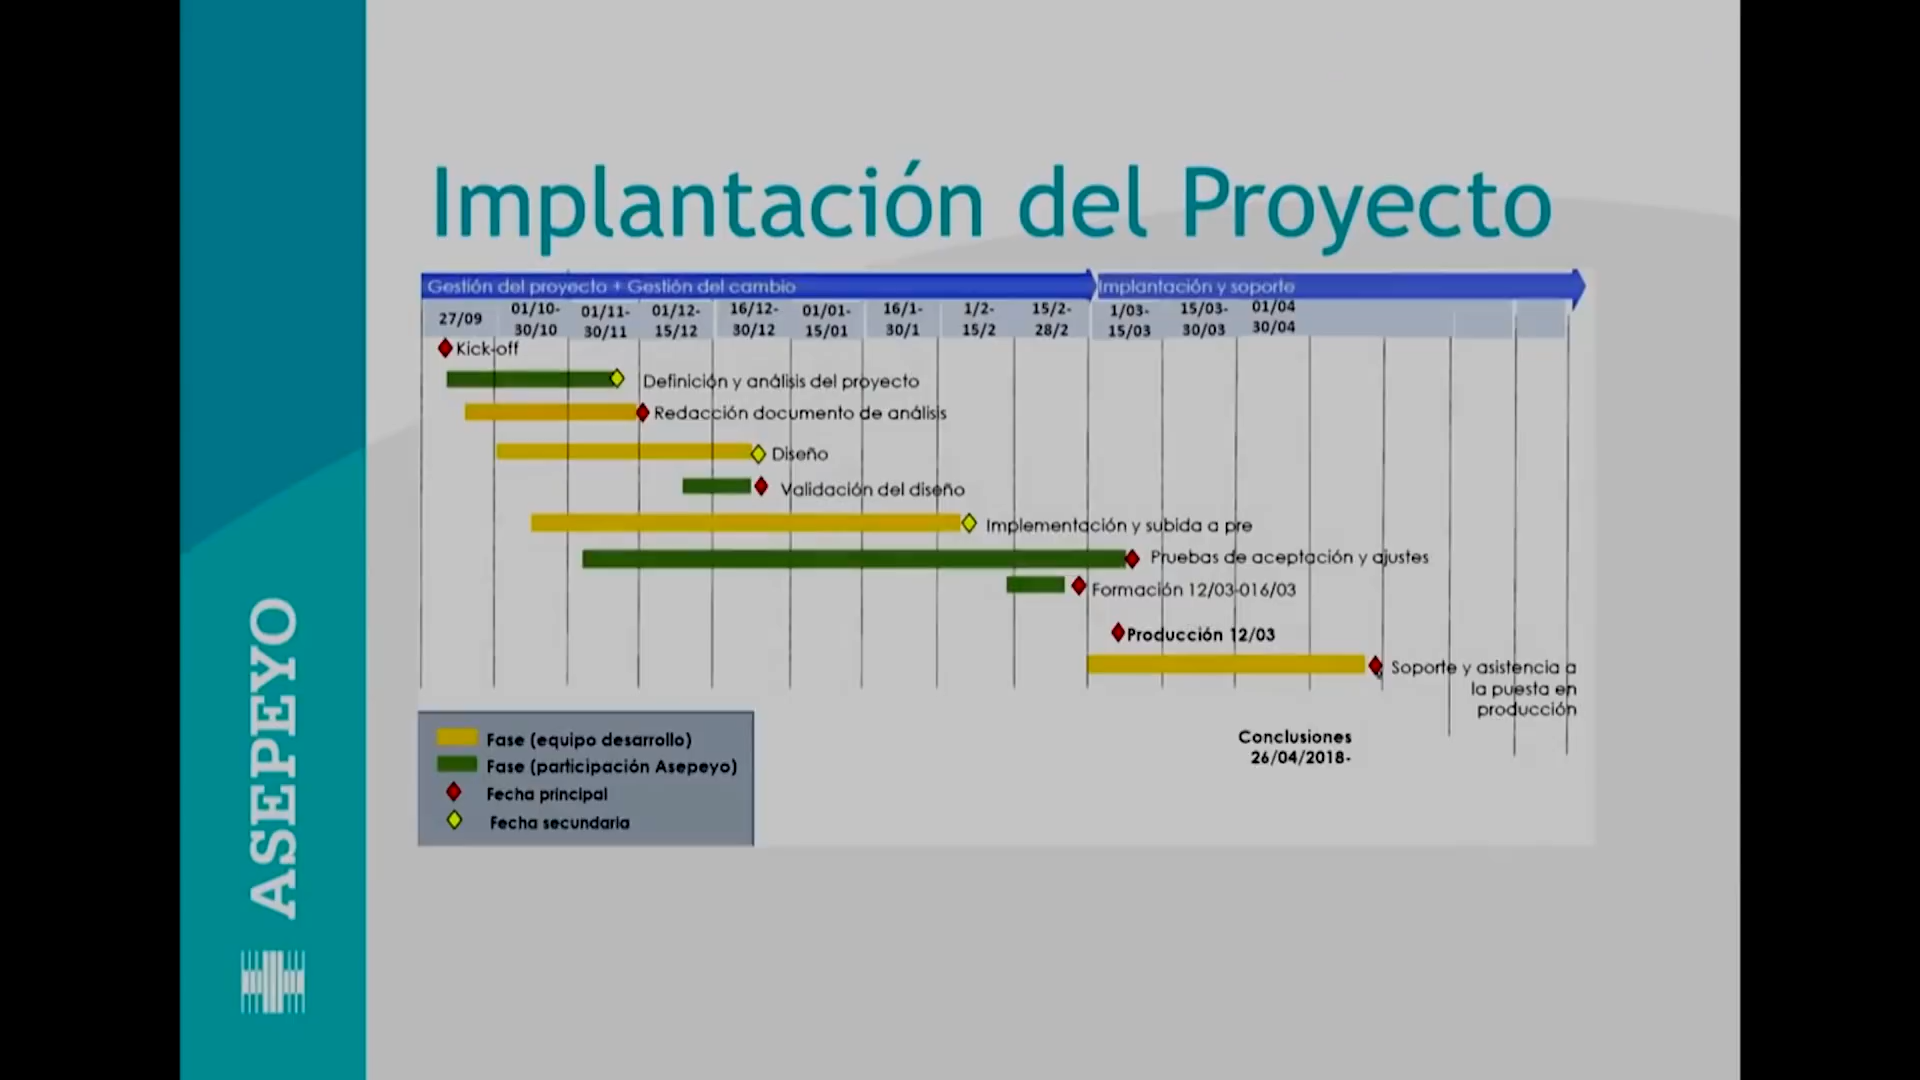 Implantación del Proyecto
Gestión del proyecto + Gestión del cambio
Implantación y soporte
27/09
01/10-
30/10
01/11-
30/11
01/12-
15/12
16/12-
30/12
01/01-
15/01
16/1-
30/1
1/2-
15/2
15/2-
28/2
1/03-
15/03
15/03-
30/03
01/04
30/04
Kick-off
Definición y análisis del proyecto
Redacción documento de análisis
Diseño
Validación del diseño
Implementación y subida a pre
Pruebas de aceptación y ajustes
Formación 12/03-016/03
Producción 12/03
Soporte y asistencia a
la puesta en
producción
Conclusiones
26/04/2018-
Fase (equipo desarrollo)
Fase (participación Asepeyo)
Fecha principal
Fecha secundaria
ASEPEYO